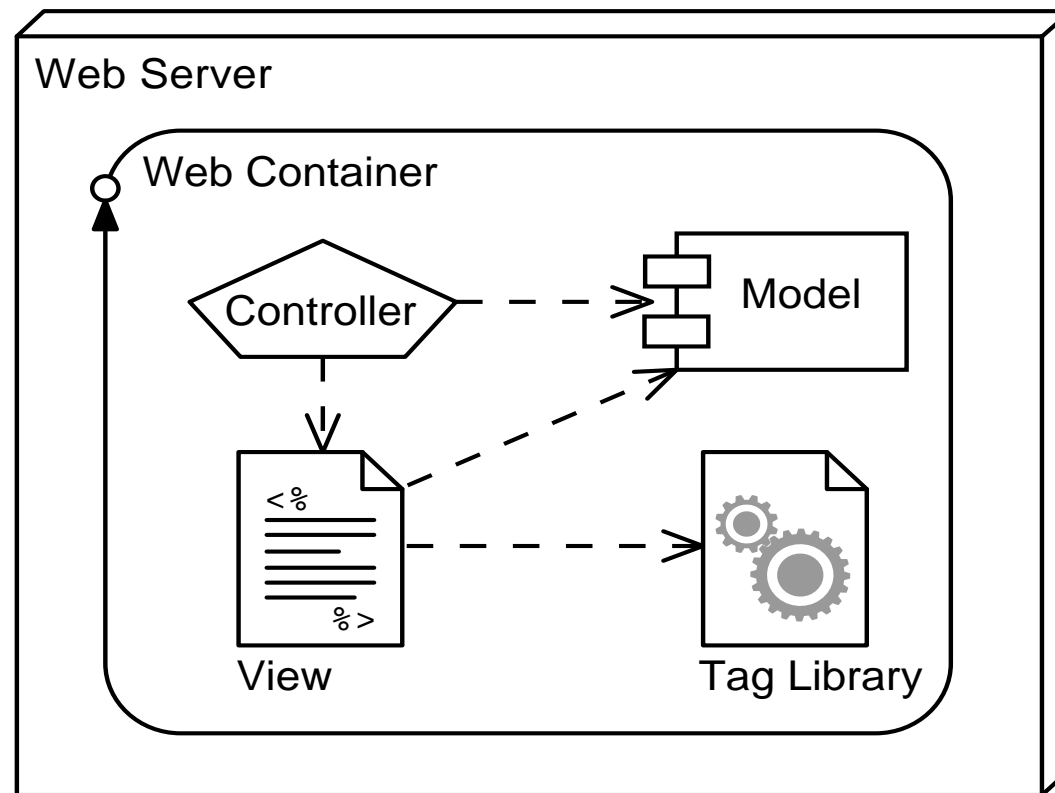 Web Server
Web Container
Controller
Model
<%
%>
View
Tag Library